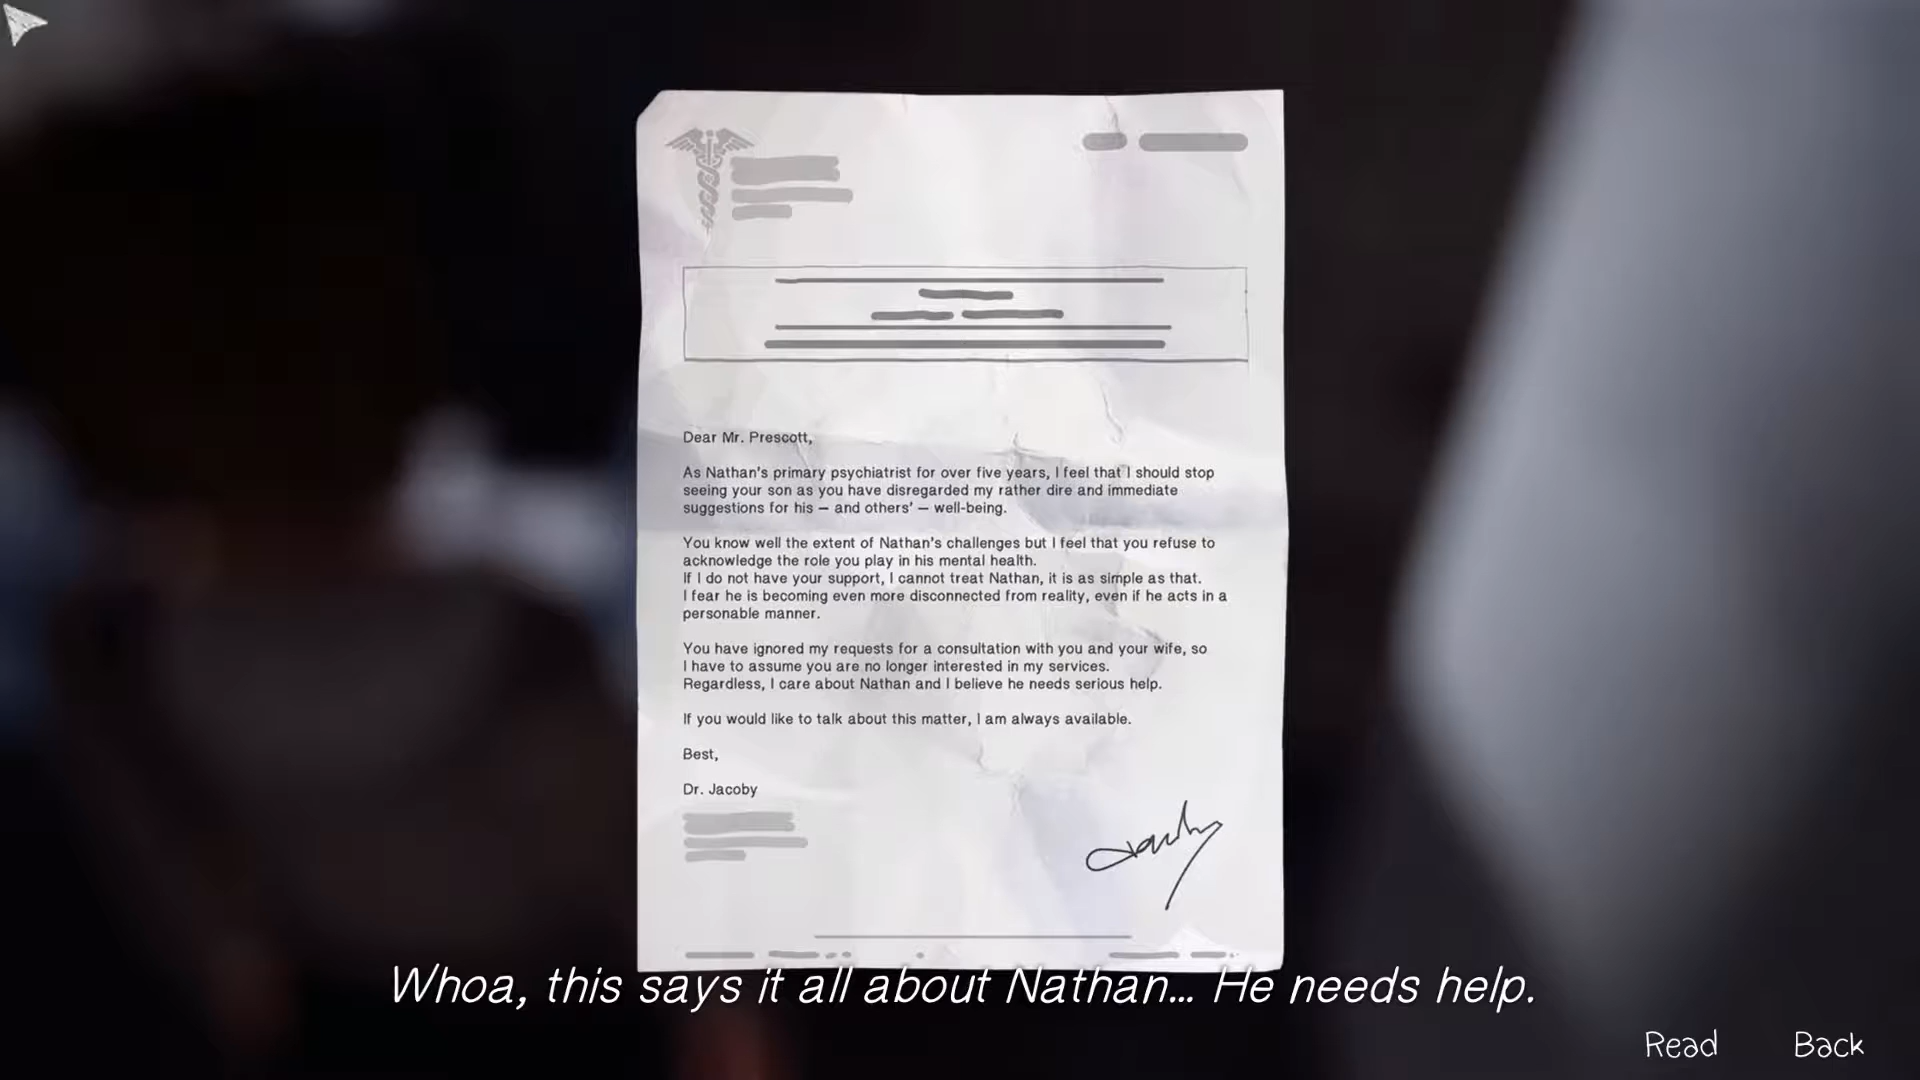 Dear Mr. Prescott,
As Nathan's primary psychiatrist for over five years, I feel that I should stop
seeing your son as you have disregarded my rather dire and immediate
suggestions for his – and others' – well-being.
You know well the extent of Nathan's challenges but I feel that you refuse to
acknowledge the role you play in his mental health.
If I do not have your support, I cannot treat Nathan, it is as simple as that.
I fear he is becoming even more disconnected from reality, even if he acts in a
personable manner.
You have ignored my requests for a consultation with you and your wife, so
I have to assume you are no longer interested in my services.
Regardless, I care about Nathan and I believe he needs serious help.
If you would like to talk about this matter, I am always available.
Best,
Dr. Jacoby
Whoa, this says it all about Nathan... He needs help.
Read Back